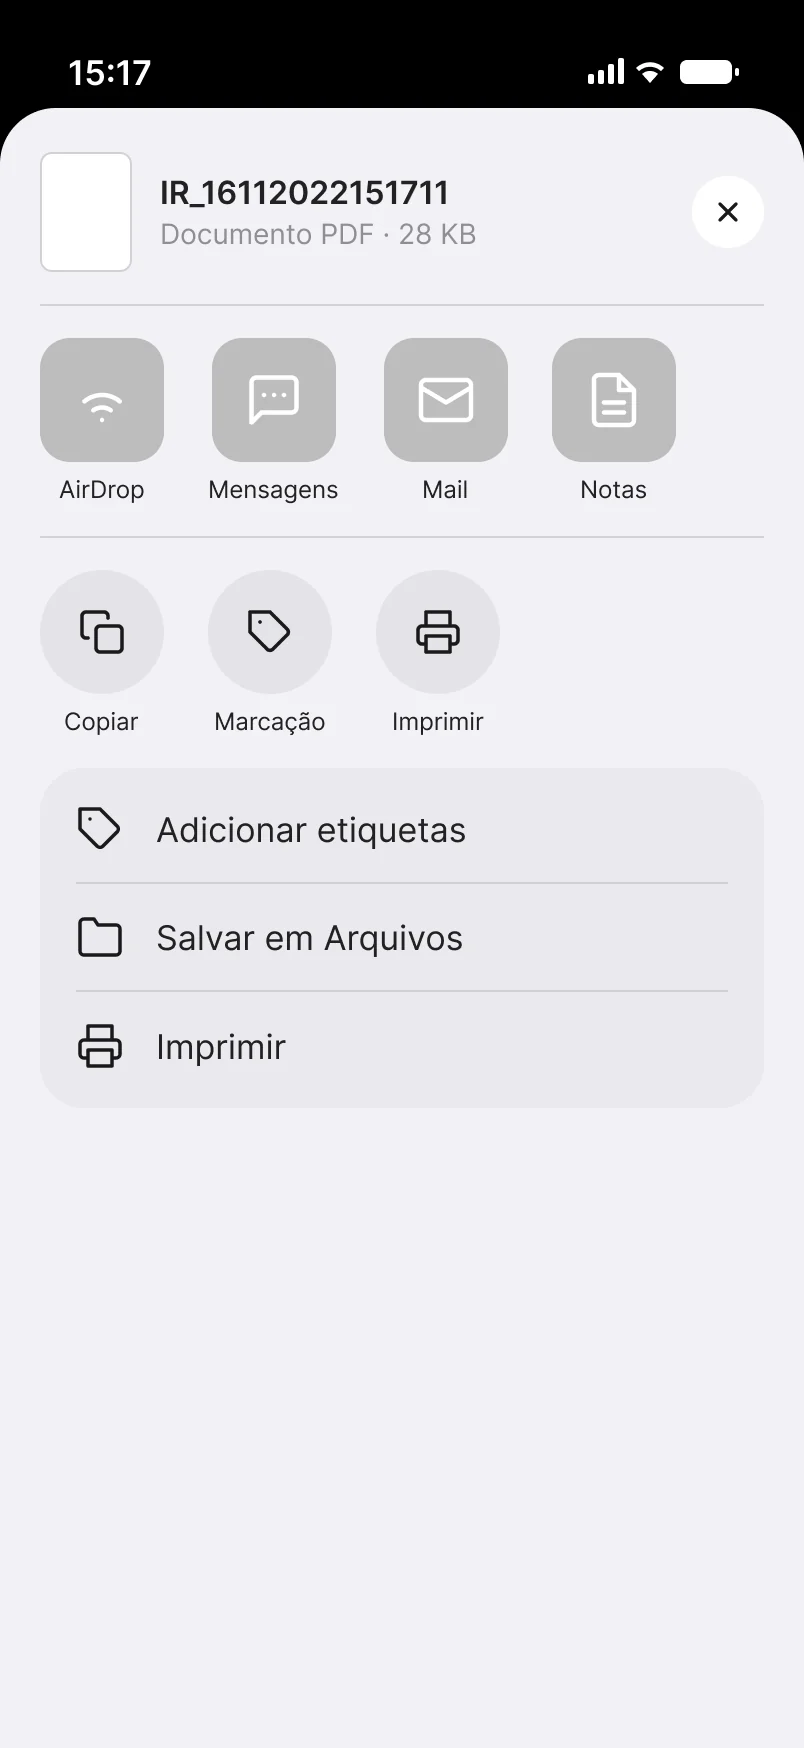 15:17
IR_16112022151711
Documento PDF · 28 KB
AirDrop
Mensagens
Mail
Notas
Copiar
Marcação
Imprimir
Adicionar etiquetas
Salvar em Arquivos
Imprimir